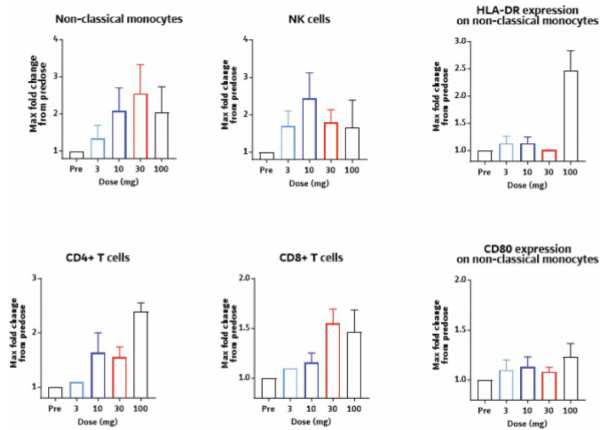 Non-classical monocytes
Max fold change
from predose
4
3
2
1
Pre 3 10 30 100
Dose (mg)
NK cells
Max fold change
from predose
4
3
2
1
Pre 3 10 30 100
Dose (mg)
HLA-DR expression
on non-classical monocytes
Max fold change
from predose
3.0
2.5
2.0
1.5
1.0
Pre 3 10 30 100
Dose (mg)
CD4+ T cells
Max fold change
from predose
3
2
1
Pre 3 10 30 100
Dose (mg)
CD8+ T cells
Max fold change
from predose
2.0
1.5
1.0
Pre 3 10 30 100
Dose (mg)
CD80 expression
on non-classical monocytes
Max fold change
from predose
2.0
1.5
1.0
Pre 3 10 30 100
Dose (mg)